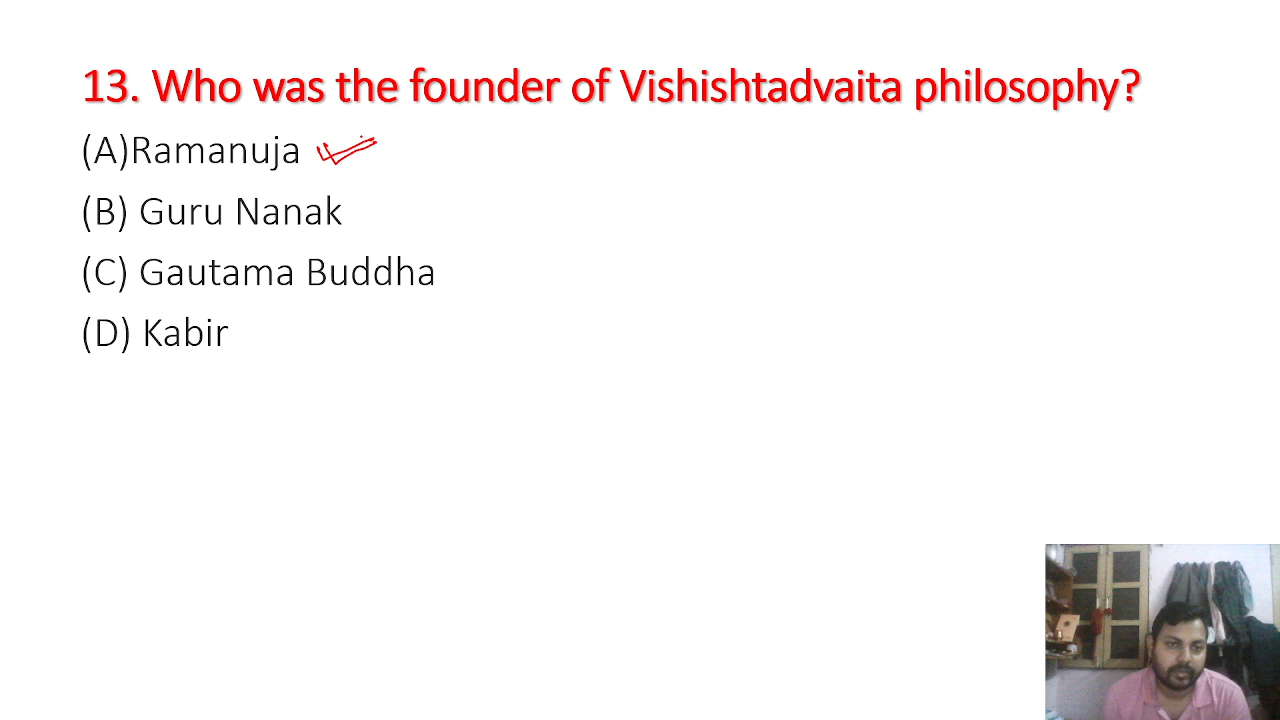 13. Who was the founder of Vishishtadvaita philosophy?
(A)Ramanuja
(B) Guru Nanak
(C) Gautama Buddha
(D) Kabir